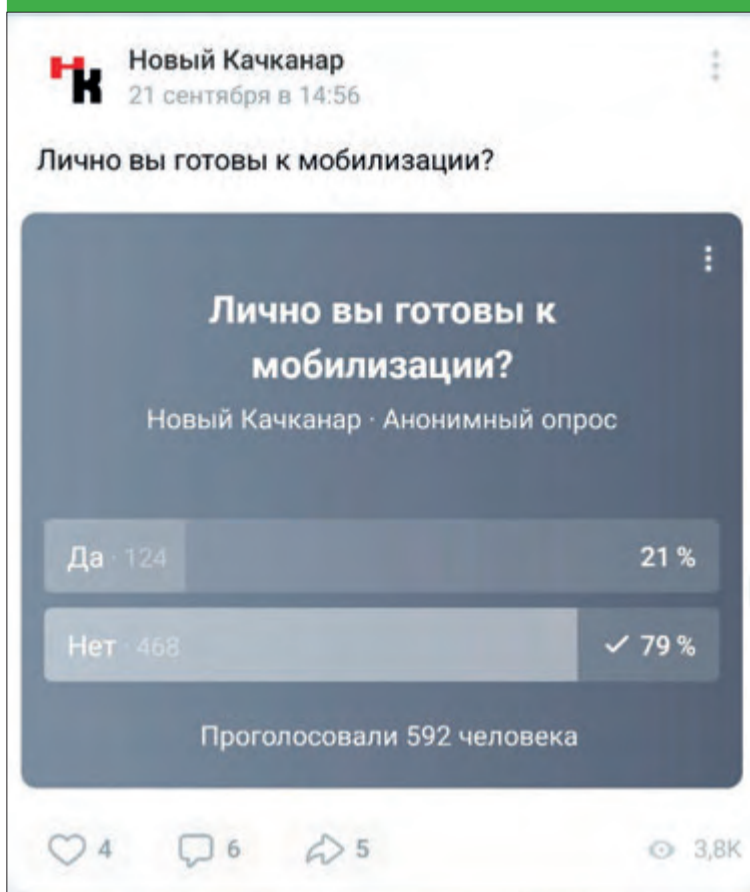 НК
Новый Качканар
21 сентября в 14:56
Лично вы готовы к мобилизации?
Лично вы готовы к
мобилизации?
Новый Качканар · Анонимный опрос
Да · 124 21 %
Нет · 468 79 %
Проголосовали 592 человека
4 6 5 3,8K